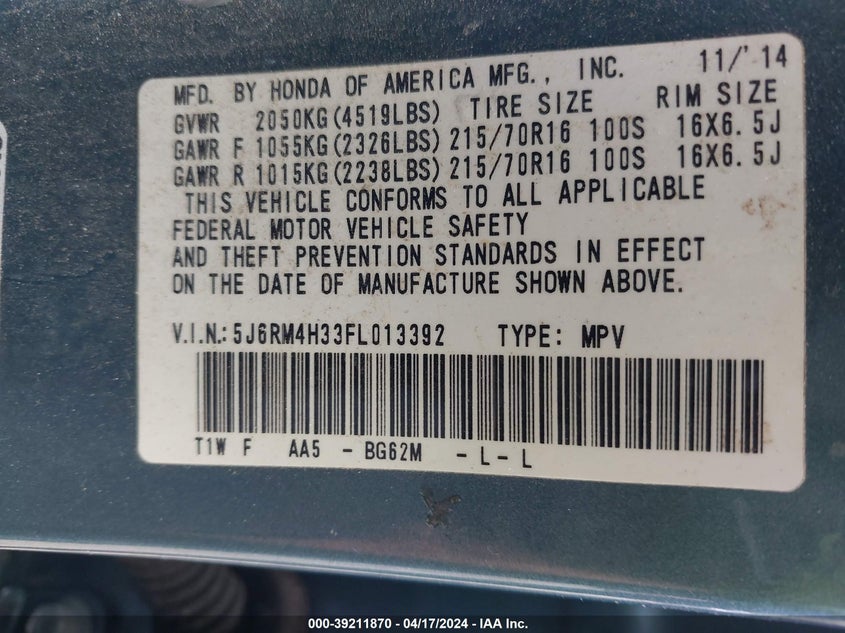 MFD. BY HONDA OF AMERICA MFG., INC. 11/'14
GVWR 2050KG(4519LBS) TIRE SIZE RIM SIZE
GAWR F 1055KG(2326LBS) 215/70R16 100S 16X6.5J
GAWR R 1015KG(2238LBS) 215/70R16 100S 16X6.5J
THIS VEHICLE CONFORMS TO ALL APPLICABLE
FEDERAL MOTOR VEHICLE SAFETY
AND THEFT PREVENTION STANDARDS IN EFFECT
ON THE DATE OF MANUFACTURE SHOWN ABOVE.
V.I.N.: 5J6RM4H33FL013392 TYPE: MPV
T1W F AA5 - BG62M - L - L
000-39211870 | 04/17/2024 - IAA Inc.